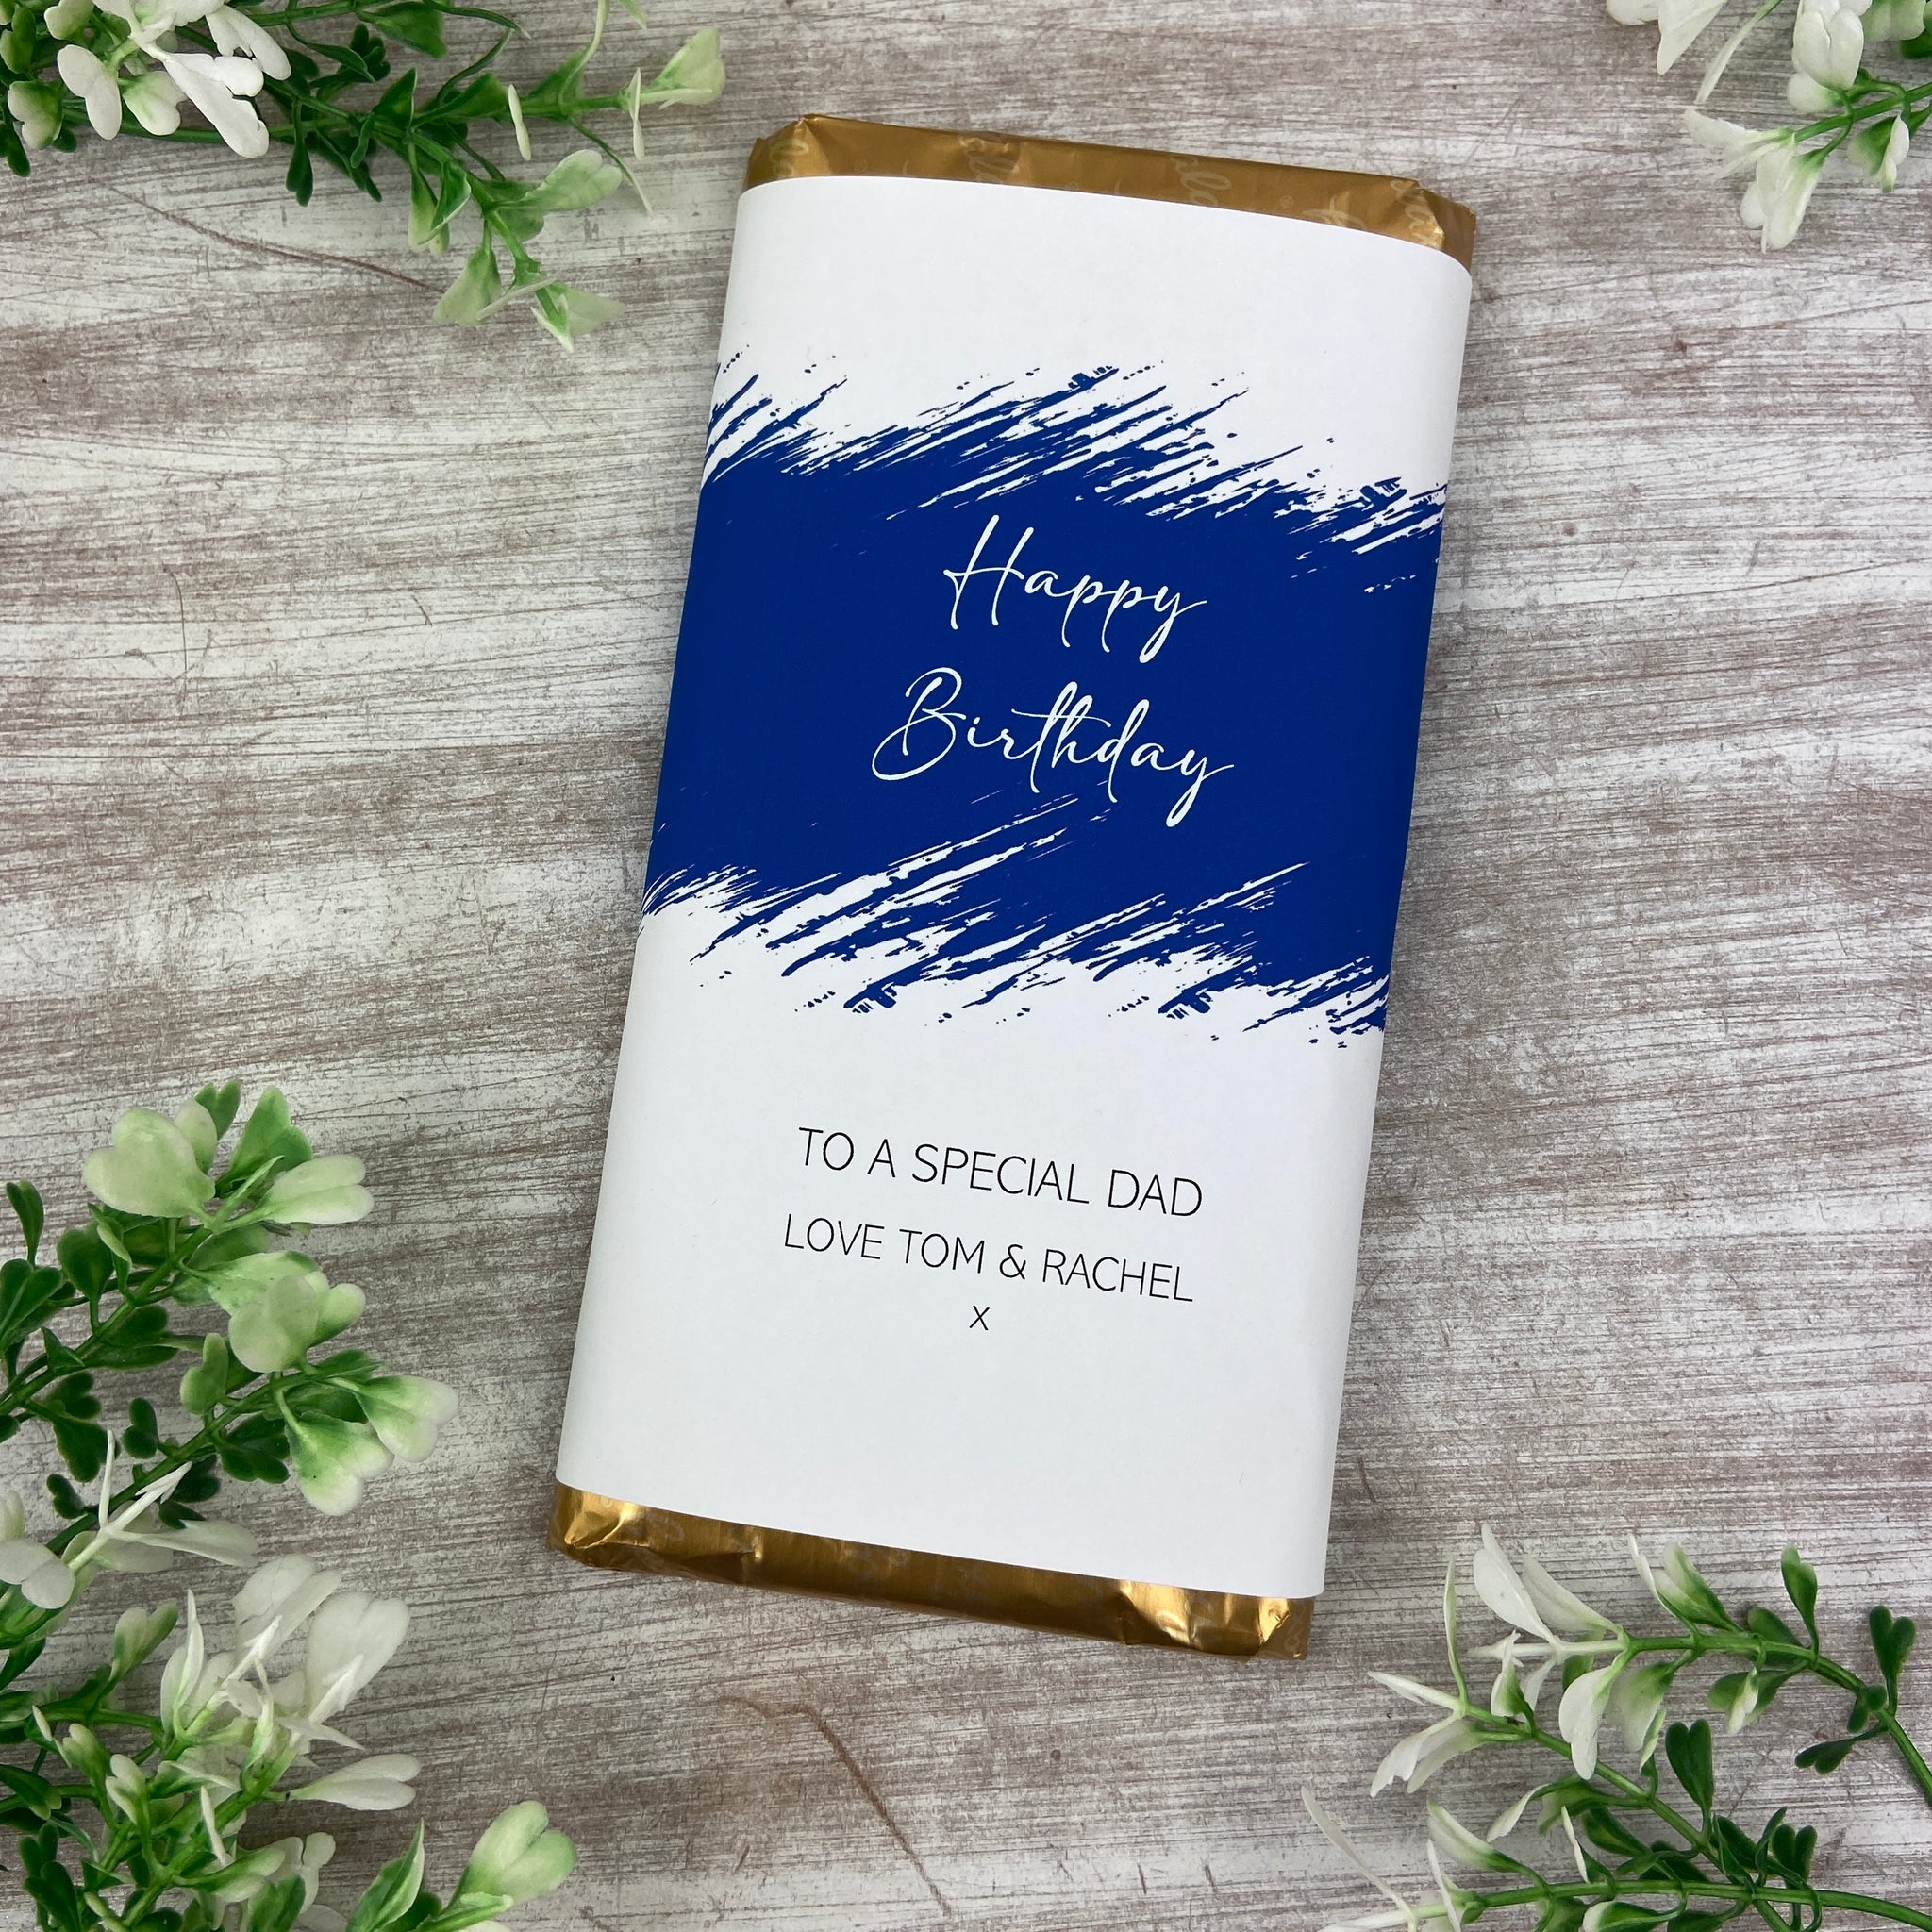 Happy
Birthday
TO A SPECIAL DAD
LOVE TOM & RACHEL
X